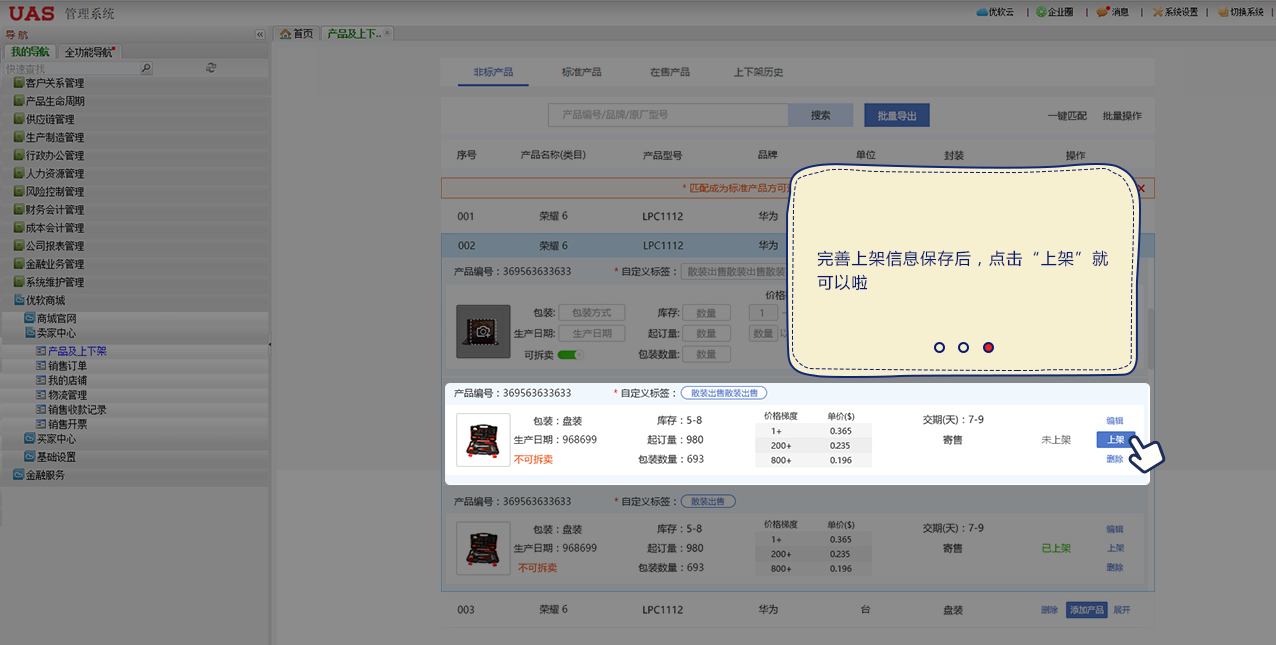 UAS 管理系统
优软云 企业圈 消息 系统设置 切换系统
导航
首页 产品及上下..
我的导航 全功能导航
快速查找
客户关系管理
产品生命周期
供应链管理
生产制造管理
行政办公管理
人力资源管理
风险控制管理
财务会计管理
成本会计管理
公司报表管理
金融业务管理
系统维护管理
优软商城
商城官网
卖家中心
产品及上下架
销售订单
我的店铺
物流管理
销售收款记录
销售开票
买家中心
基础设置
金融服务
非标产品 标准产品 在售产品 上下架历史
产品编号/品牌/原厂型号 搜索 批量导出 一键匹配 批量操作
序号 产品名称(类目) 产品型号 品牌 单位 封装 操作
* 匹配成为标准产品方可
001 荣耀 6 LPC1112 华为
002 荣耀 6 LPC1112 华为
产品编号：369563633633 * 自定义标签： 散装出售散装出售散装
价格
包装: 包装方式 库存: 数量 1
生产日期: 生产日期 起订量: 数量 数量
可拆卖 包装数量: 数量
完善上架信息保存后，点击“上架”就
可以啦
产品编号：369563633633 * 自定义标签： 散装出售散装出售
包装：盘装 库存：5-8 价格梯度 单价($) 交期(天)：7-9 编辑
生产日期：968699 起订量：980 1+ 0.365 寄售 未上架 上架
200+ 0.235
不可拆卖 包装数量：693 800+ 0.196 删除
产品编号：369563633633 * 自定义标签： 散装出售
包装：盘装 库存：5-8 价格梯度 单价($) 交期(天)：7-9 编辑
生产日期：968699 起订量：980 1+ 0.365 寄售 已上架 上架
200+ 0.235
不可拆卖 包装数量：693 800+ 0.196 删除
003 荣耀 6 LPC1112 华为 台 盘装 删除 添加产品 展开